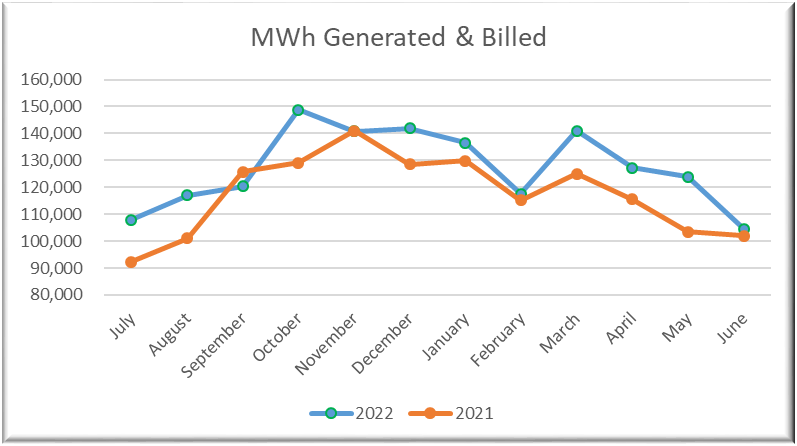 MWh Generated & Billed
160,000
150,000
140,000
130,000
120,000
110,000
100,000
90,000
80,000
July
August
September
October
November
December
January
February
March
April
May
June
2022
2021